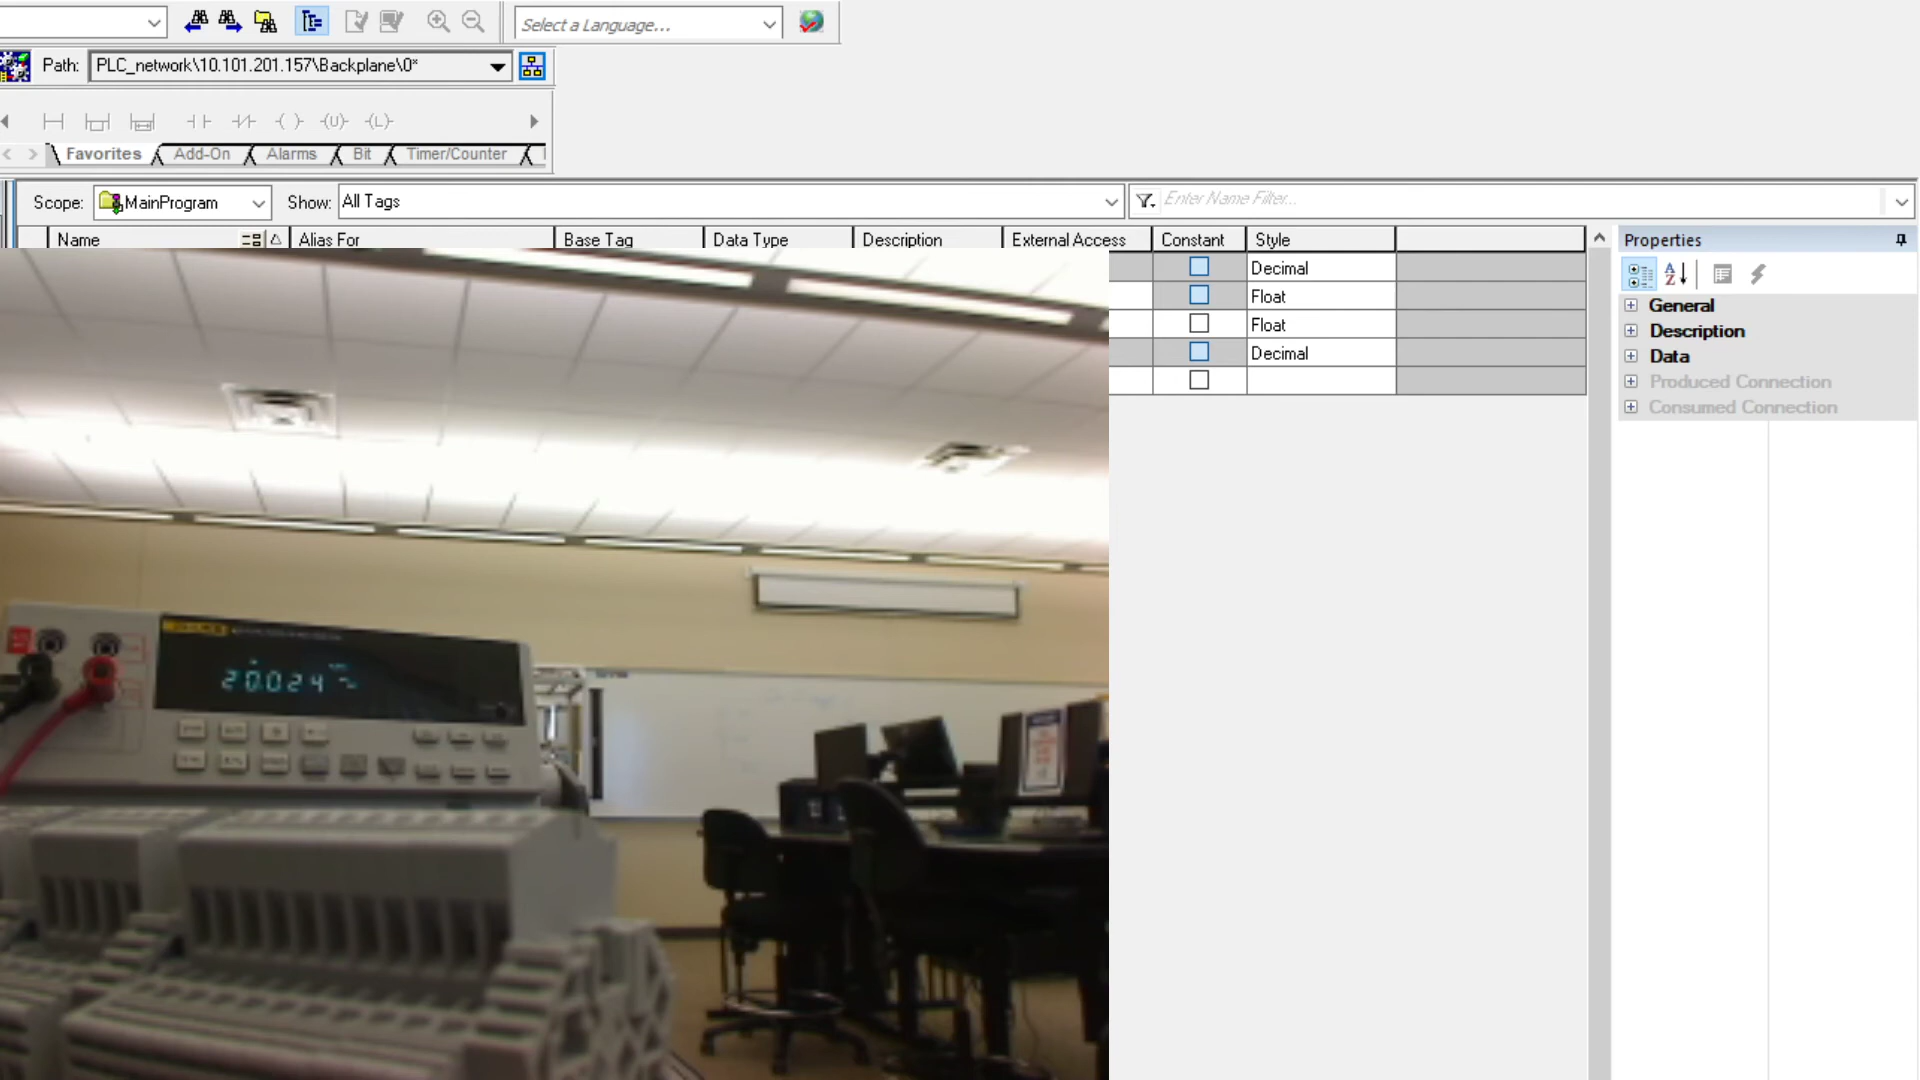 Select a Language...
Path: PLC_network\10.101.201.157\Backplane\0*
Favorites Add-On Alarms Bit Timer/Counter
Scope: MainProgram Show: All Tags Enter Name Filter...
Name Alias For Base Tag Data Type Description External Access Constant Style Properties
Decimal
Float
Float
Decimal
General
Description
Data
Produced Connection
Consumed Connection
20.024